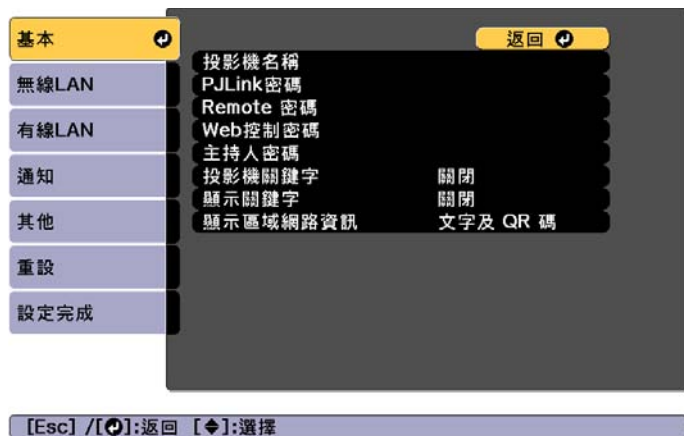 基本
無線LAN
有線LAN
通知
其他
重設
設定完成
返回
投影機名稱
PJLink密碼
Remote 密碼
Web控制密碼
主持人密碼
投影機關鍵字 關閉
顯示關鍵字 關閉
顯示區域網路資訊 文字及 QR 碼
[Esc] /[]:返回 []:選擇